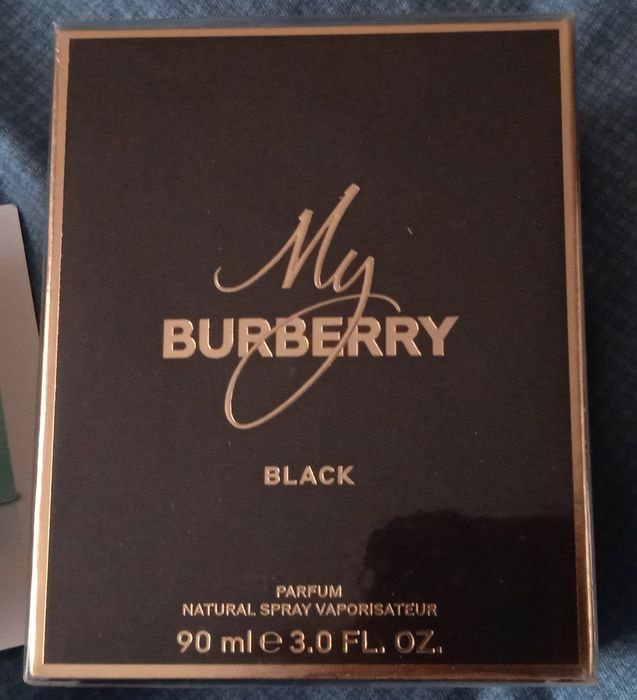 My
BURBERRY
BLACK
PARFUM
NATURAL SPRAY VAPORISATEUR
90 ml ℮ 3.0 FL. OZ.